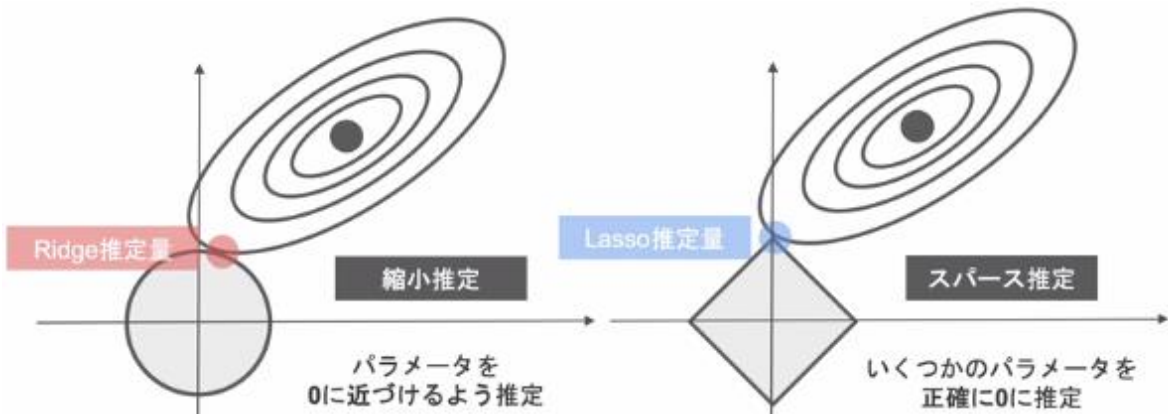 Ridge推定量
縮小推定
パラメータを
0に近づけるよう推定
Lasso推定量
スパース推定
いくつかのパラメータを
正確に0に推定